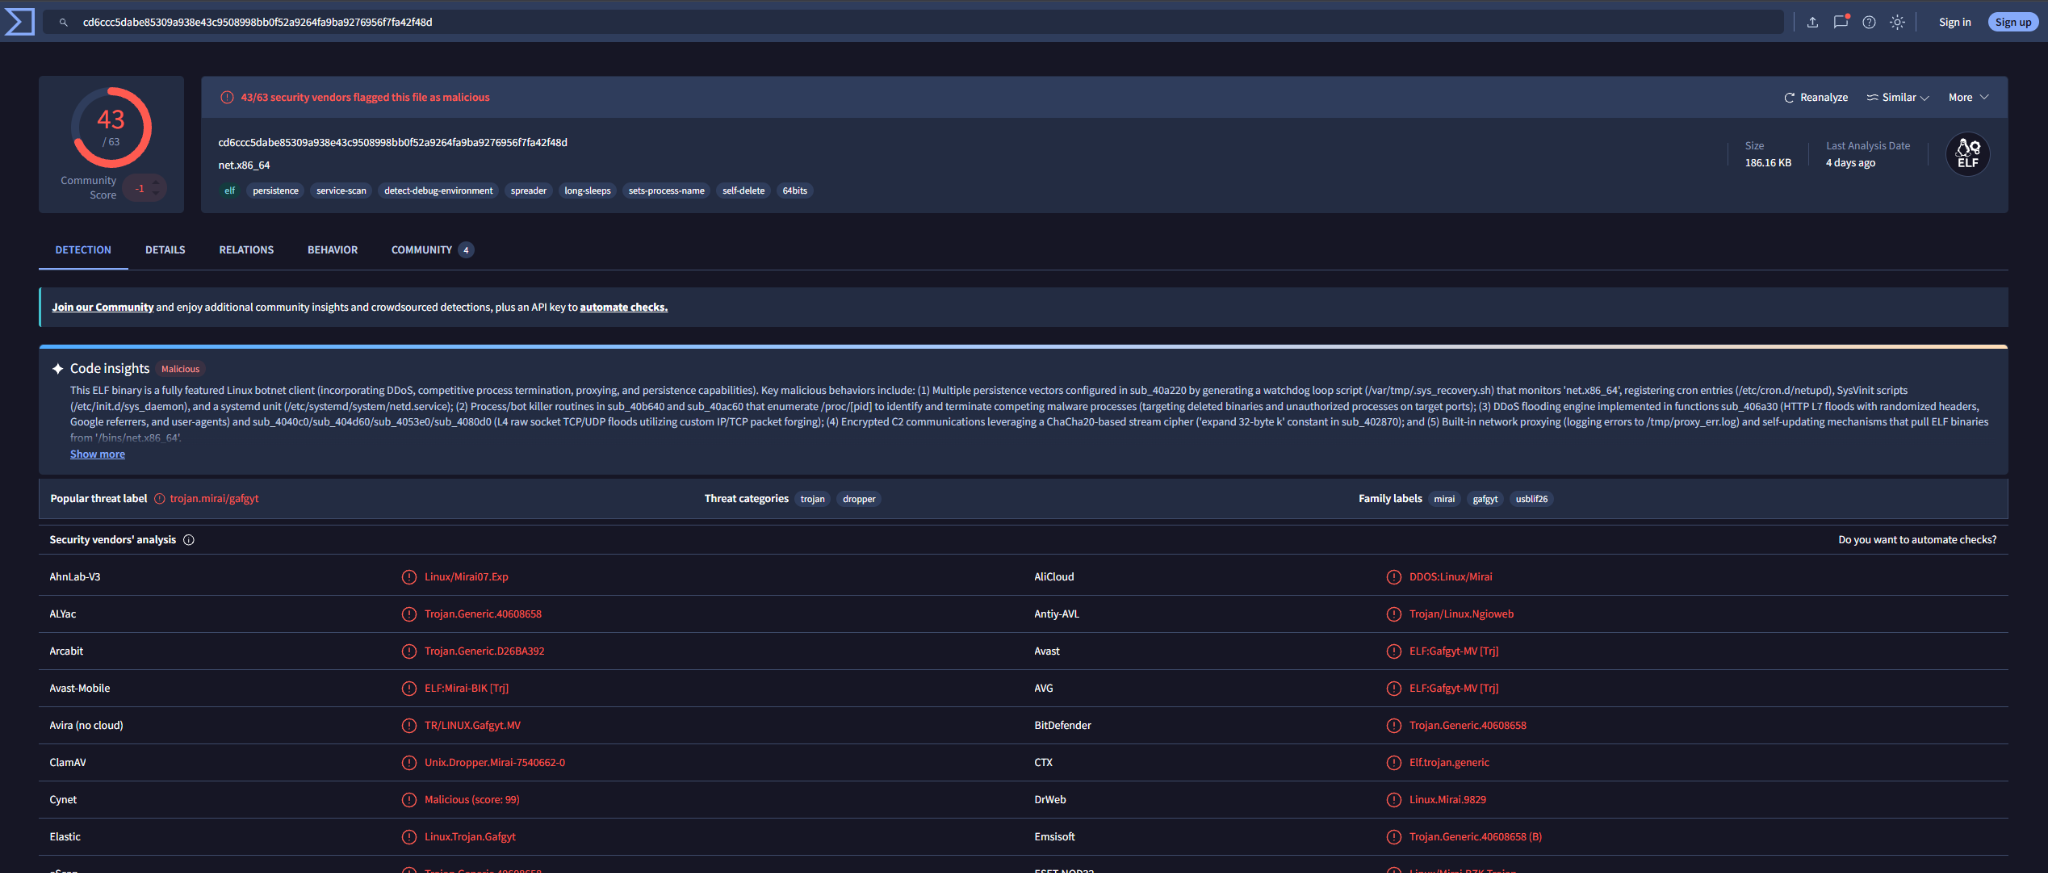 cd6ccc5dabe85309a938e43c9508998bb0f52a9264fa9ba9276956f7fa42f48d
Sign in
Sign up
43
/ 63
Community Score
-1
43/63 security vendors flagged this file as malicious
Reanalyze
Similar
More
cd6ccc5dabe85309a938e43c9508998bb0f52a9264fa9ba9276956f7fa42f48d
net.x86_64
elf persistence service-scan detect-debug-environment spreader long-sleeps sets-process-name self-delete 64bits
Size
186.16 KB
Last Analysis Date
4 days ago
ELF
DETECTION DETAILS RELATIONS BEHAVIOR COMMUNITY 4
Join our Community and enjoy additional community insights and crowdsourced detections, plus an API key to automate checks.
Code insights Malicious
This ELF binary is a fully featured Linux botnet client (incorporating DDoS, competitive process termination, proxying, and persistence capabilities). Key malicious behaviors include: (1) Multiple persistence vectors configured in sub_40a220 by generating a watchdog loop script (/var/tmp/.sys_recovery.sh) that monitors 'net.x86_64', registering cron entries (/etc/cron.d/netupd), SysVinit scripts
(/etc/init.d/sys_daemon), and a systemd unit (/etc/systemd/system/netd.service); (2) Process/bot killer routines in sub_40b640 and sub_40ac60 that enumerate /proc/[pid] to identify and terminate competing malware processes (targeting deleted binaries and unauthorized processes on target ports); (3) DDoS flooding engine implemented in functions sub_406a30 (HTTP L7 floods with randomized headers,
Google referrers, and user-agents) and sub_4040c0/sub_404d60/sub_4053e0/sub_4080d0 (L4 raw socket TCP/UDP floods utilizing custom IP/TCP packet forging); (4) Encrypted C2 communications leveraging a ChaCha20-based stream cipher ('expand 32-byte k' constant in sub_402870); and (5) Built-in network proxying (logging errors to /tmp/proxy_err.log) and self-updating mechanisms that pull ELF binaries
from '/bins/net.x86_64'.
Show more
Popular threat label trojan.mirai/gafgyt
Threat categories trojan dropper
Family labels mirai gafgyt usblif26
Security vendors' analysis
Do you want to automate checks?
AhnLab-V3 Linux/Mirai07.Exp AliCloud DDOS:Linux/Mirai
ALYac Trojan.Generic.40608658 Antiy-AVL Trojan/Linux.Ngioweb
Arcabit Trojan.Generic.D26BA392 Avast ELF:Gafgyt-MV [Trj]
Avast-Mobile ELF:Mirai-BIK [Trj] AVG ELF:Gafgyt-MV [Trj]
Avira (no cloud) TR/LINUX.Gafgyt.MV BitDefender Trojan.Generic.40608658
ClamAV Unix.Dropper.Mirai-7540662-0 CTX Elf.trojan.generic
Cynet Malicious (score: 99) DrWeb Linux.Mirai.9829
Elastic Linux.Trojan.Gafgyt Emsisoft Trojan.Generic.40608658 (B)